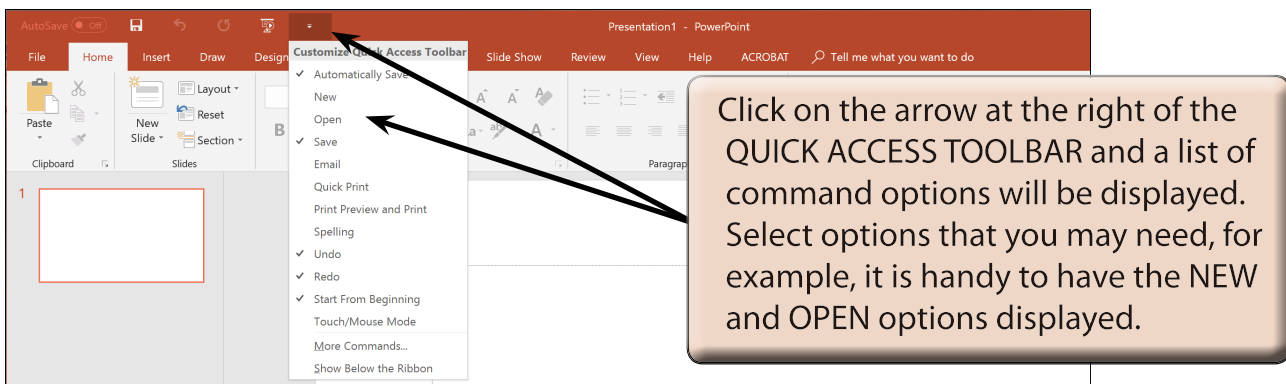 AutoSave Off Presentation1 - PowerPoint
File Home Insert Draw Design Slide Show Review View Help ACROBAT Tell me what you want to do
Customize Quick Access Toolbar
Automatically Save
New
Open
Save
Email
Quick Print
Print Preview and Print
Spelling
Undo
Redo
Start From Beginning
Touch/Mouse Mode
More Commands...
Show Below the Ribbon
Paste
Clipboard
New
Slide
Layout
Reset
Section
Slides
B
A A
A
Paragrap
1
Click on the arrow at the right of the
QUICK ACCESS TOOLBAR and a list of
command options will be displayed.
Select options that you may need, for
example, it is handy to have the NEW
and OPEN options displayed.